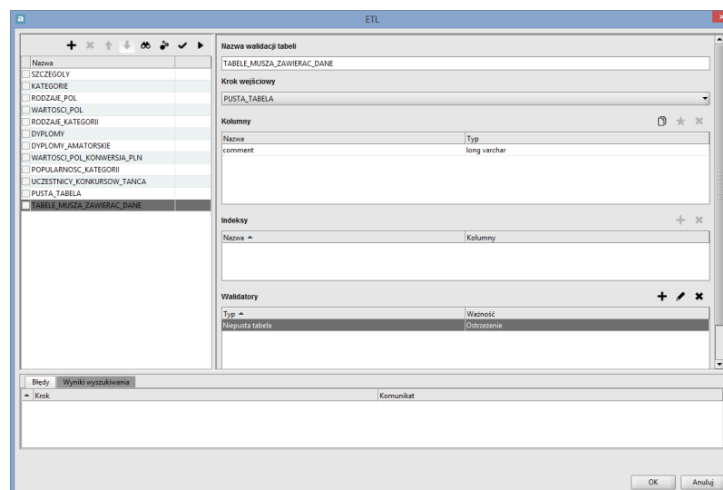 a
ETL
Nazwa
SZCZEGOLY
KATEGORIE
RODZAJE_POL
WARTOSCI_POL
RODZAJE_KATEGORII
DYPLOMY
DYPLOMY_AMATORSKIE
WARTOSCI_POL_KONWERSJA_PLN
POPULARNOSC_KATEGORII
UCZESTNICY_KONKURSOW_TANCA
PUSTA_TABELA
TABELE_MUSZA_ZAWIERAC_DANE
Nazwa walidacji tabeli
TABELE_MUSZA_ZAWIERAC_DANE
Krok wejściowy
PUSTA_TABELA
Kolumny
Nazwa Typ
comment long varchar
Indeksy
Nazwa Kolumny
Walidatory
Typ Ważność
Niepusta tabela Ostrzeżenie
Błędy Wyniki wyszukiwania
Krok Komunikat
OK Anuluj